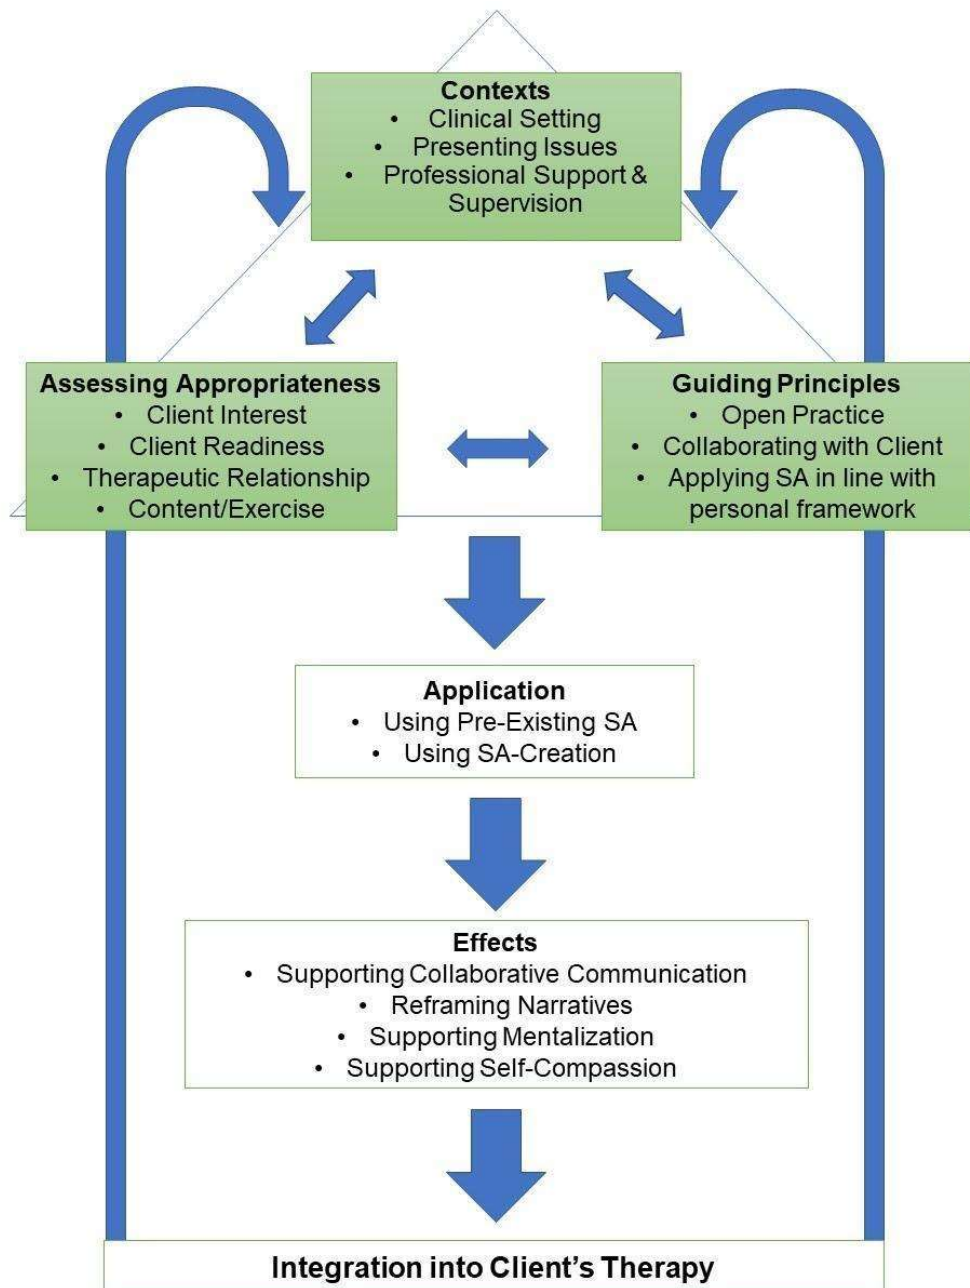 Contexts
• Clinical Setting
• Presenting Issues
• Professional Support &
Supervision
Assessing Appropriateness
• Client Interest
• Client Readiness
• Therapeutic Relationship
• Content/Exercise
Guiding Principles
• Open Practice
• Collaborating with Client
• Applying SA in line with
personal framework
Application
• Using Pre-Existing SA
• Using SA-Creation
Effects
• Supporting Collaborative Communication
• Reframing Narratives
• Supporting Mentalization
• Supporting Self-Compassion
Integration into Client's Therapy